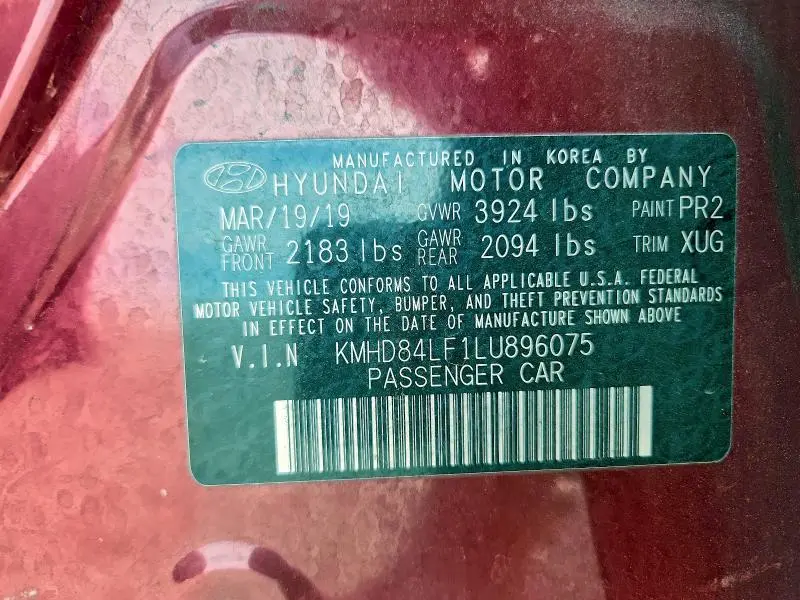 MANUFACTURED IN KOREA BY
HYUNDAI MOTOR COMPANY
MAR/19/19 GVWR 3924 lbs PAINT PR2
GAWR FRONT 2183 lbs GAWR REAR 2094 lbs TRIM XUG
THIS VEHICLE CONFORMS TO ALL APPLICABLE U.S.A. FEDERAL
MOTOR VEHICLE SAFETY, BUMPER, AND THEFT PREVENTION STANDARDS
IN EFFECT ON THE DATE OF MANUFACTURE SHOWN ABOVE
V.I.N KMHD84LF1LU896075
PASSENGER CAR